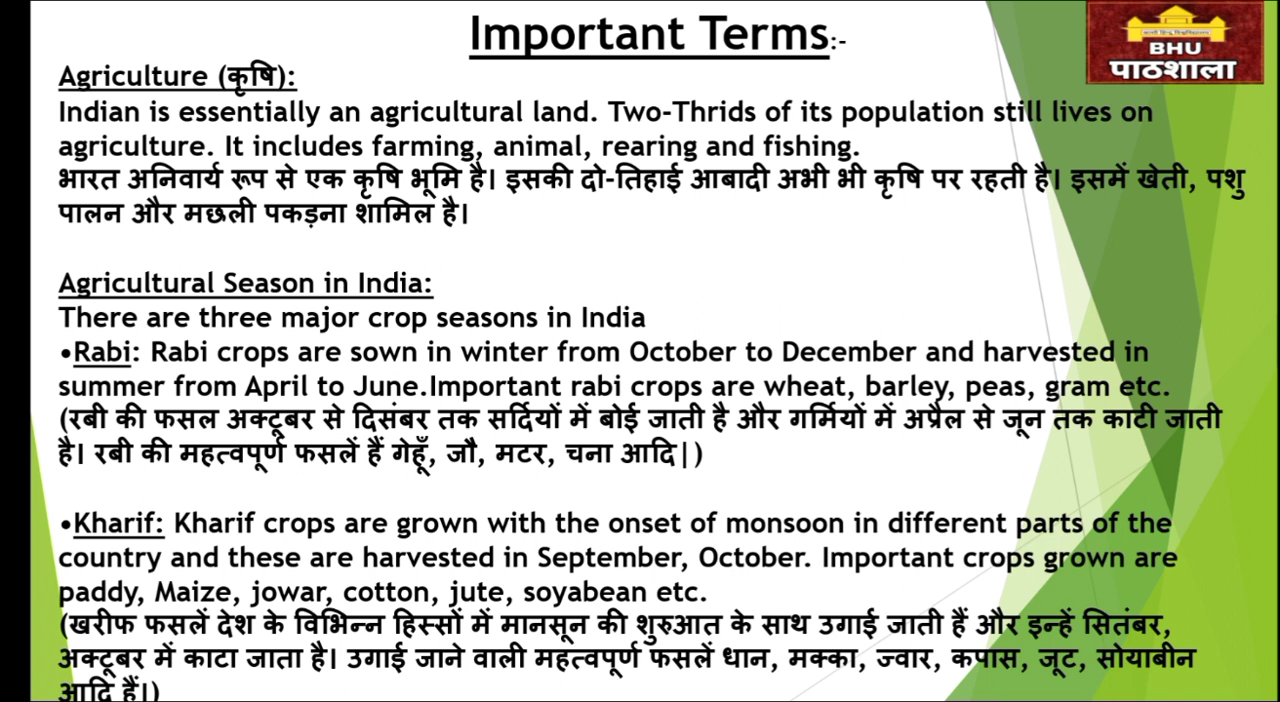 Important Terms:-
BHU
पाठशाला
Agriculture (कृषि):
Indian is essentially an agricultural land. Two-Thrids of its population still lives on
agriculture. It includes farming, animal, rearing and fishing.
भारत अनिवार्य रूप से एक कृषि भूमि है। इसकी दो-तिहाई आबादी अभी भी कृषि पर रहती है। इसमें खेती, पशु
पालन और मछली पकड़ना शामिल है।
Agricultural Season in India:
There are three major crop seasons in India
•Rabi: Rabi crops are sown in winter from October to December and harvested in
summer from April to June.Important rabi crops are wheat, barley, peas, gram etc.
(रबी की फसल अक्टूबर से दिसंबर तक सर्दियों में बोई जाती है और गर्मियों में अप्रैल से जून तक काटी जाती
है। रबी की महत्वपूर्ण फसलें हैं गेहूँ, जौ, मटर, चना आदि|)
•Kharif: Kharif crops are grown with the onset of monsoon in different parts of the
country and these are harvested in September, October. Important crops grown are
paddy, Maize, jowar, cotton, jute, soyabean etc.
(खरीफ फसलें देश के विभिन्न हिस्सों में मानसून की शुरुआत के साथ उगाई जाती हैं और इन्हें सितंबर,
अक्टूबर में काटा जाता है। उगाई जाने वाली महत्वपूर्ण फसलें धान, मक्का, ज्वार, कपास, जूट, सोयाबीन
आदि हैं।)